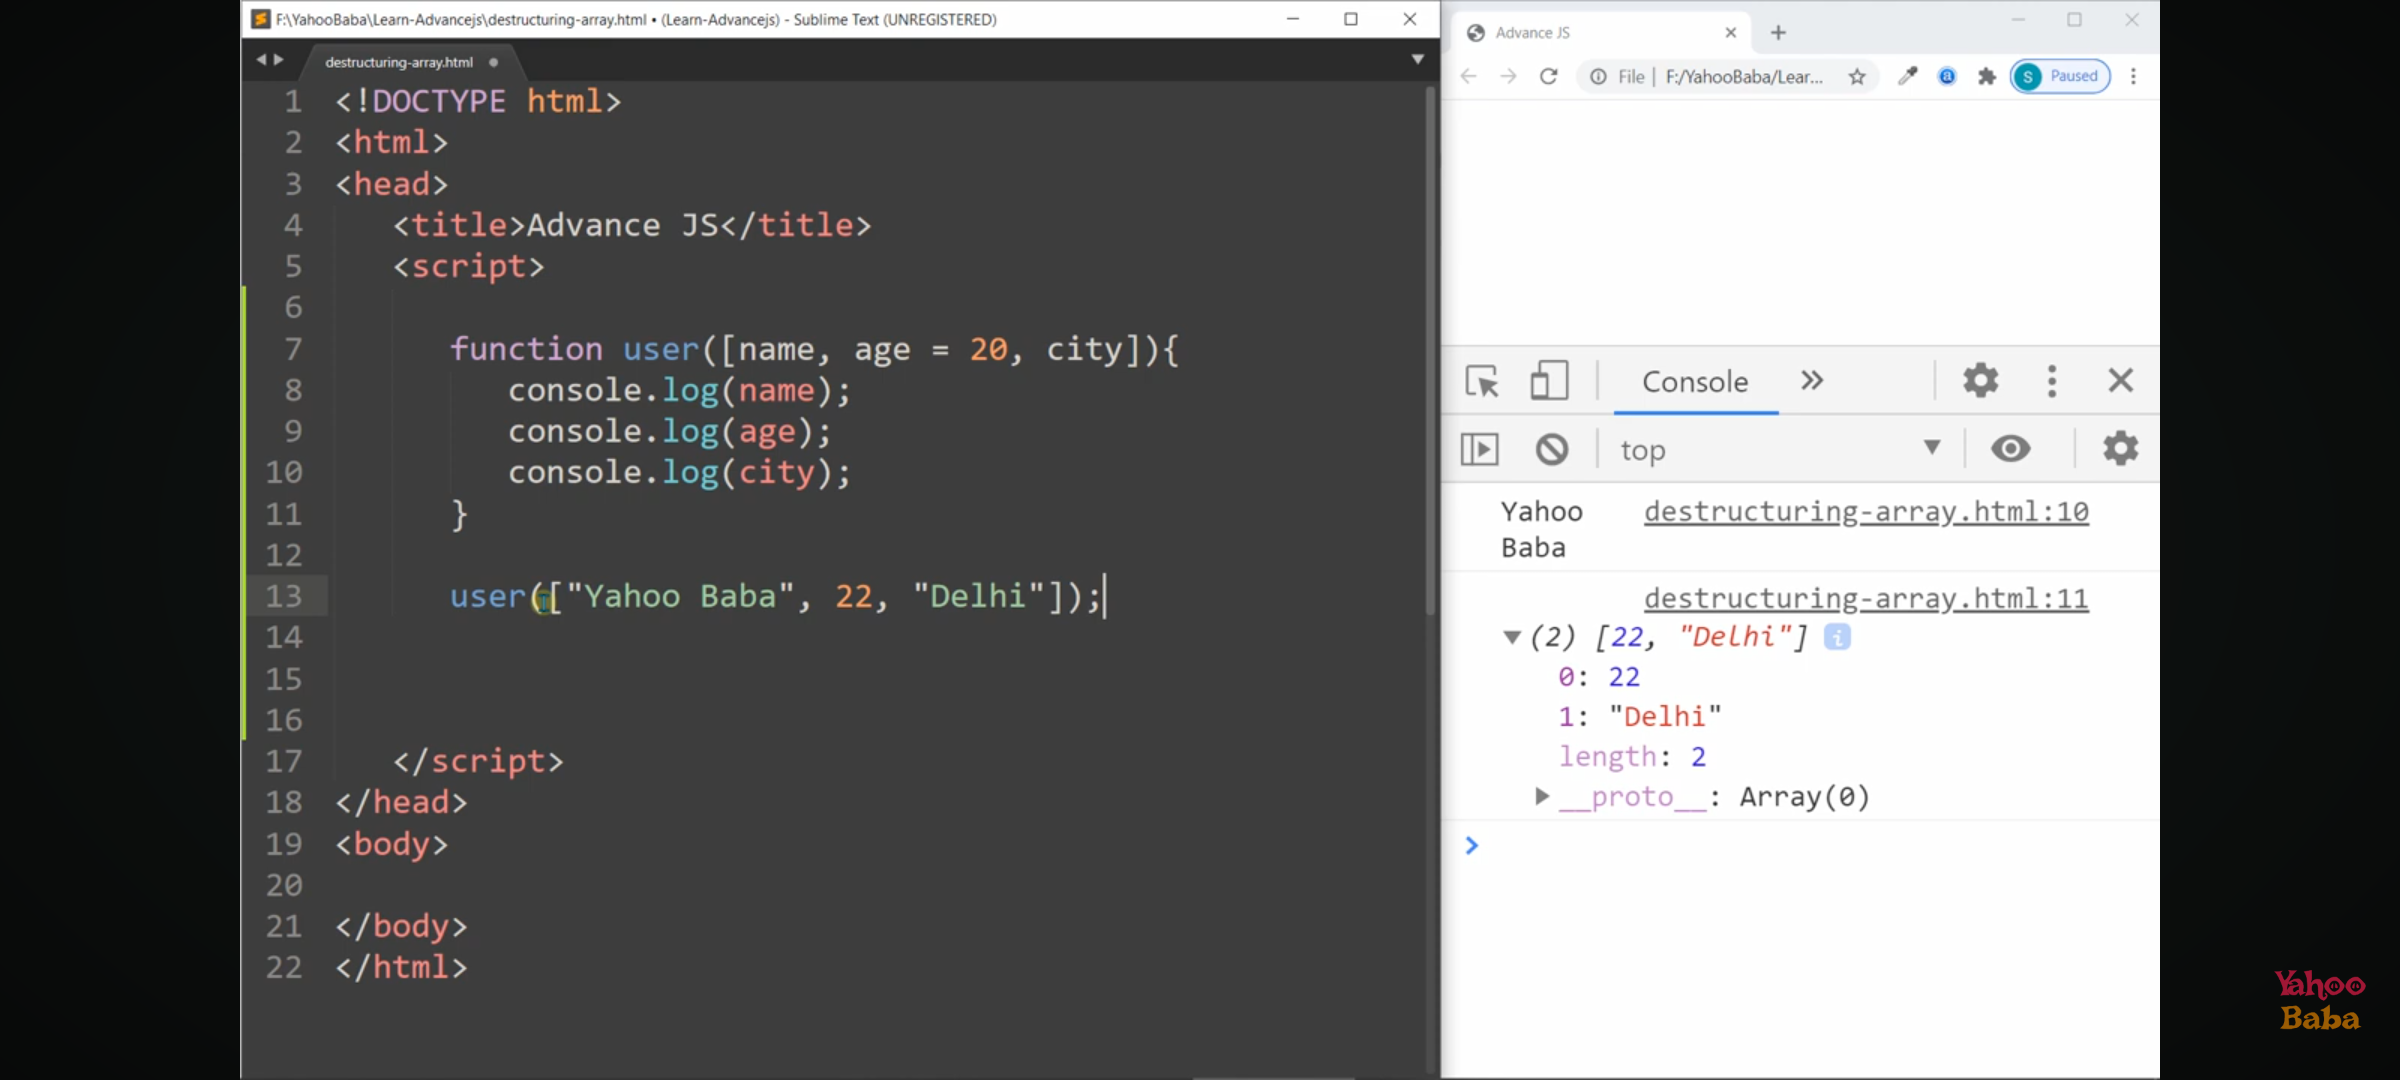 F:\YahooBaba\Learn-Advancejs\destructuring-array.html • (Learn-Advancejs) - Sublime Text (UNREGISTERED)
destructuring-array.html
1 <!DOCTYPE html>
2 <html>
3 <head>
4 <title>Advance JS</title>
5 <script>
6
7 function user([name, age = 20, city]){
8 console.log(name);
9 console.log(age);
10 console.log(city);
11 }
12
13 user(["Yahoo Baba", 22, "Delhi"]);
14
15
16
17 </script>
18 </head>
19 <body>
20
21 </body>
22 </html>
Advance JS
File | F:/YahooBaba/Lear...
S Paused
Console
top
Yahoo destructuring-array.html:10
Baba
destructuring-array.html:11
(2) [22, "Delhi"] i
0: 22
1: "Delhi"
length: 2
__proto__: Array(0)
Yahoo
Baba